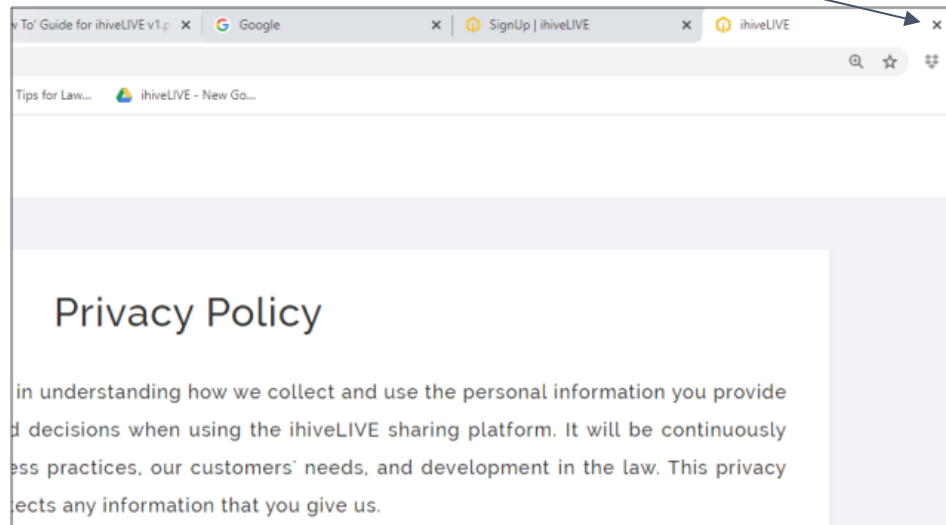 v To' Guide for ihiveLIVE v1.p
Google
SignUp | ihiveLIVE
ihiveLIVE
Tips for Law...
ihiveLIVE - New Go...
Privacy Policy
in understanding how we collect and use the personal information you provide
d decisions when using the ihiveLIVE sharing platform. It will be continuously
ess practices, our customers' needs, and development in the law. This privacy
tects any information that you give us.